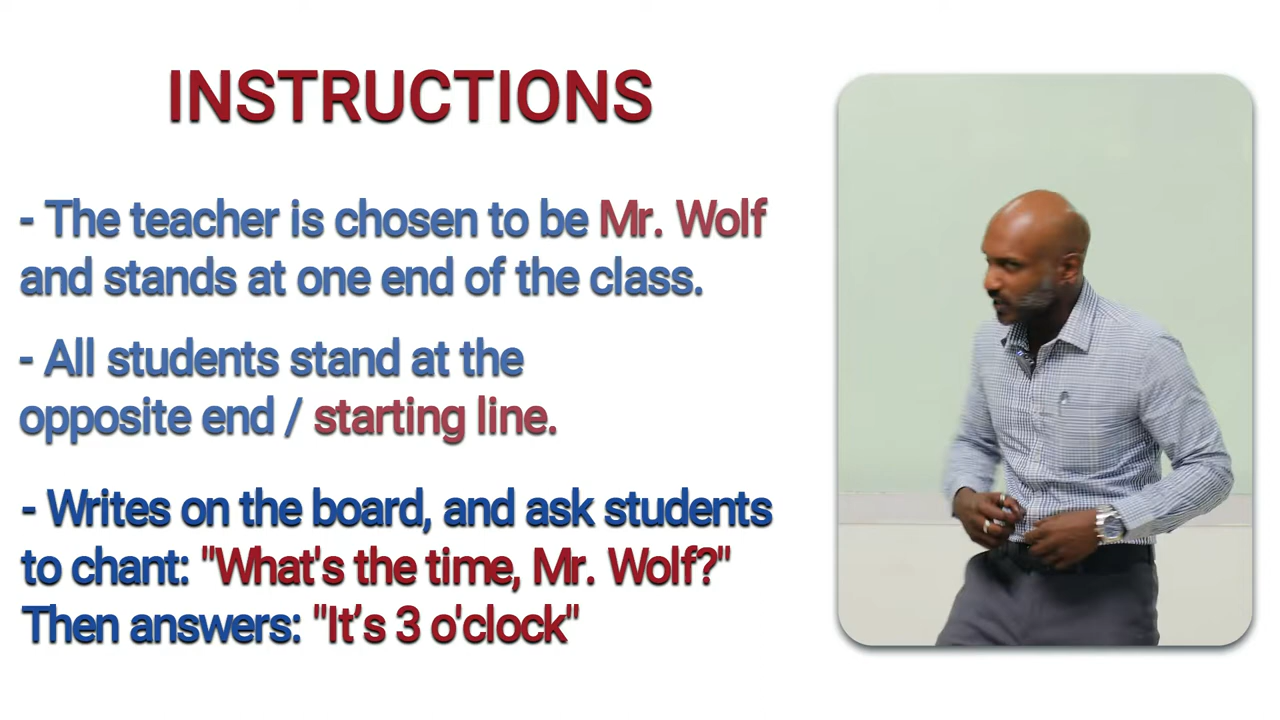 INSTRUCTIONS
- The teacher is chosen to be Mr. Wolf
and stands at one end of the class.
- All students stand at the
opposite end / starting line.
- Writes on the board, and ask students
to chant: "What's the time, Mr. Wolf?"
Then answers: "It’s 3 o'clock"